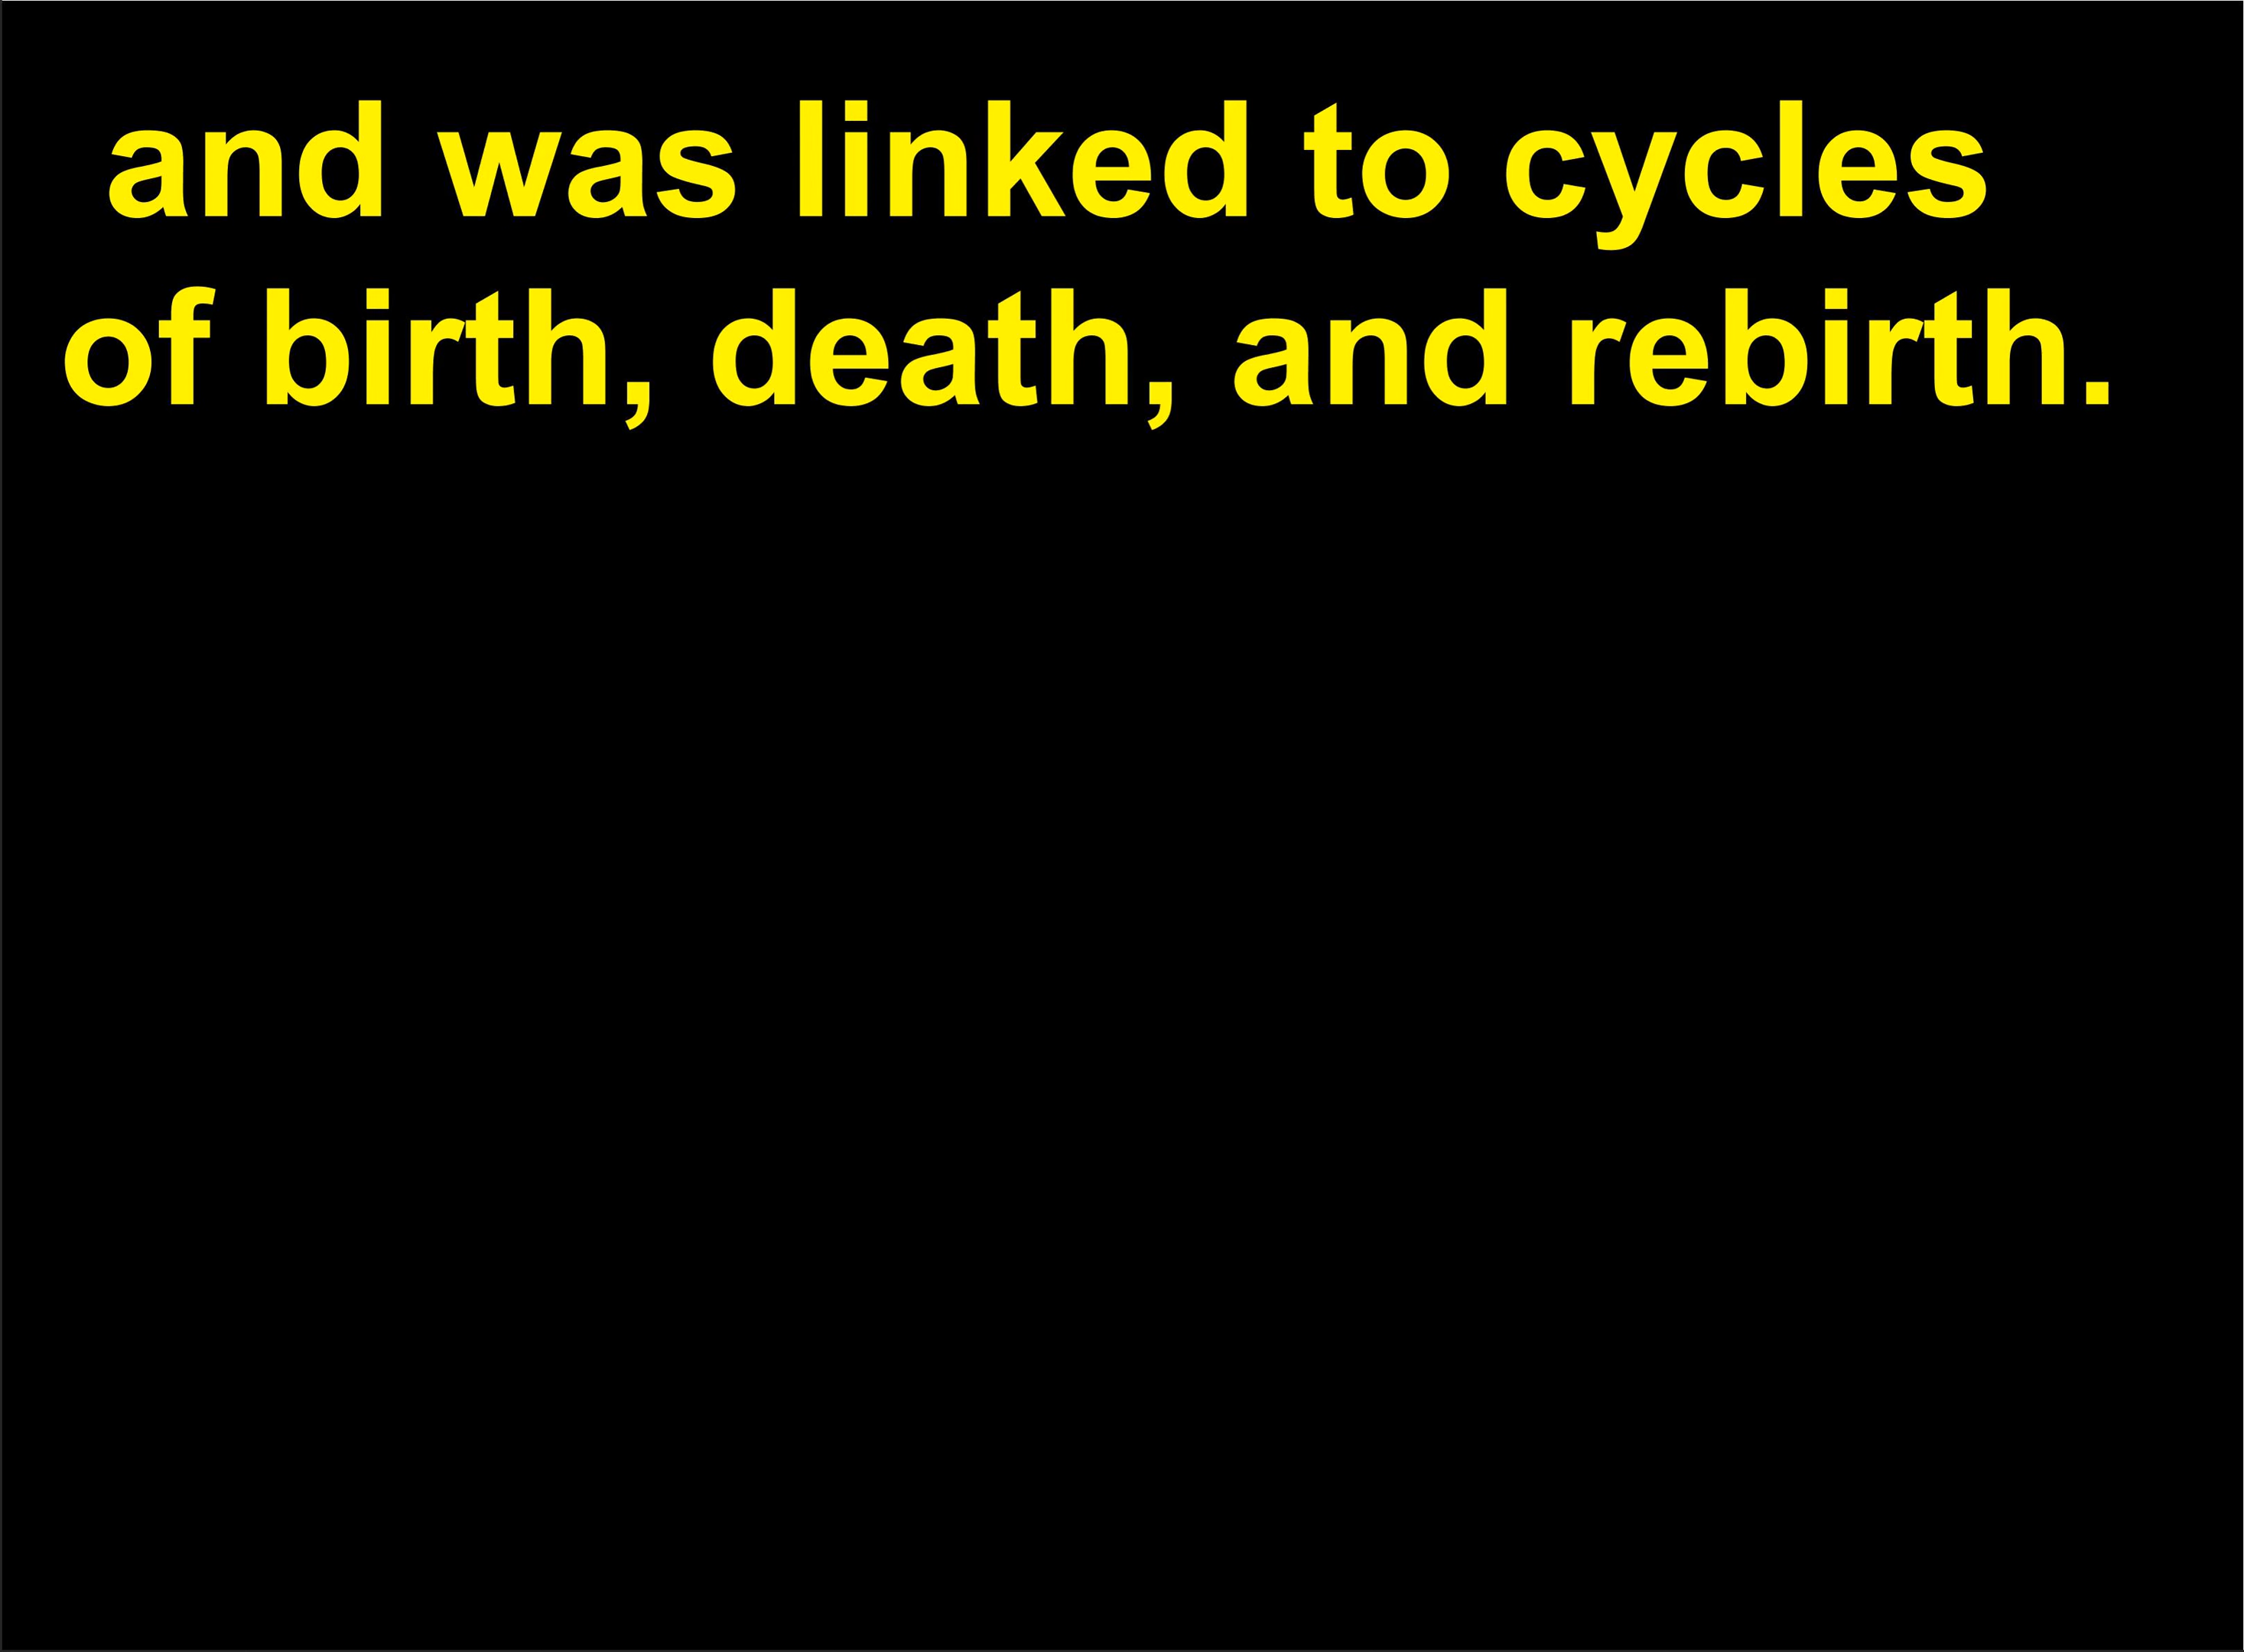 and was linked to cycles
of birth, death, and rebirth.